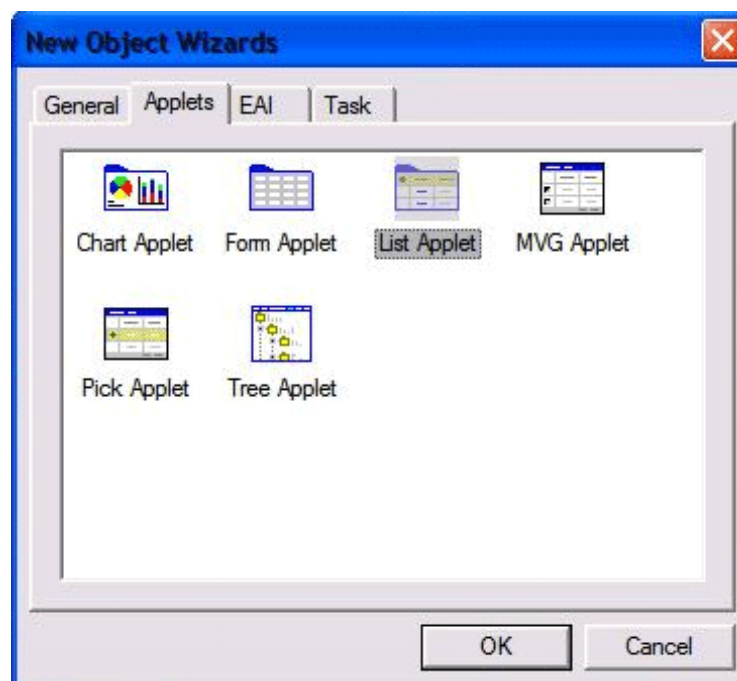 New Object Wizards
General Applets EAI Task
Chart Applet Form Applet List Applet MVG Applet
Pick Applet Tree Applet
OK Cancel